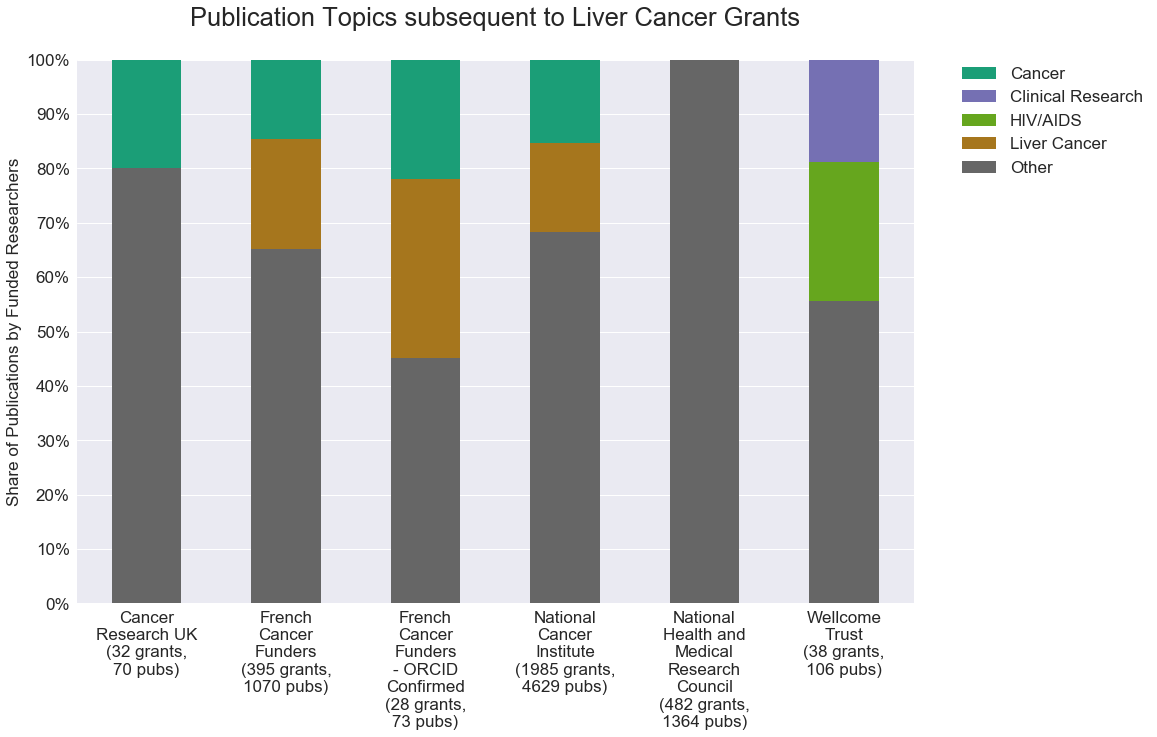 Publication Topics subsequent to Liver Cancer Grants
Share of Publications by Funded Researchers
100%
90%
80%
70%
60%
50%
40%
30%
20%
10%
0%
Cancer
Research UK
(32 grants,
70 pubs)
French
Cancer
Funders
(395 grants,
1070 pubs)
French
Cancer
Funders
- ORCID
Confirmed
(28 grants,
73 pubs)
National
Cancer
Institute
(1985 grants,
4629 pubs)
National
Health and
Medical
Research
Council
(482 grants,
1364 pubs)
Wellcome
Trust
(38 grants,
106 pubs)
Cancer
Clinical Research
HIV/AIDS
Liver Cancer
Other